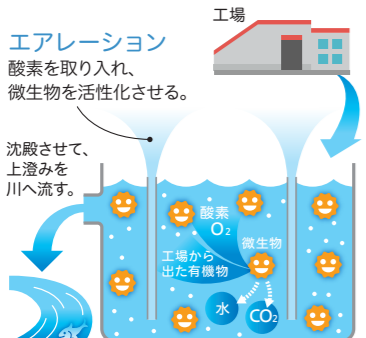 工場
エアレーション
酸素を取り入れ、
微生物を活性化させる。
沈殿させて、
上澄みを
川へ流す。
酸素
O₂
微生物
工場から
出た有機物
水
CO₂